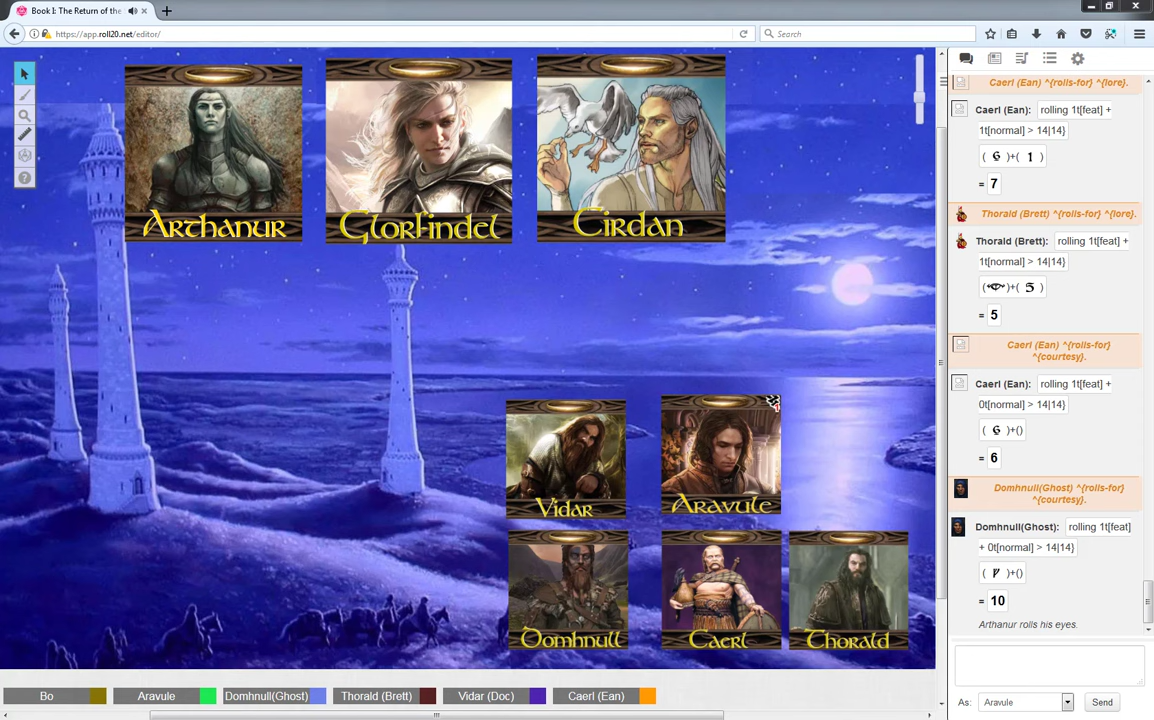 Book I: The Return of the
https://app.roll20.net/editor/
Search
Arthanur
Glorfindel
Cirdan
Vidar
Aravule
Domhnull
Caerl
Thorald
Caerl (Ean) ^{rolls-for} ^{lore}.
Caerl (Ean): rolling 1t[feat] +
1t[normal] > 14|14}
( 6 )+( 1 )
= 7
Thorald (Brett) ^{rolls-for} ^{lore}.
Thorald (Brett): rolling 1t[feat] +
1t[normal] > 14|14}
( )+( 5 )
= 5
Caerl (Ean) ^{rolls-for}
^{courtesy}.
Caerl (Ean): rolling 1t[feat] +
0t[normal] > 14|14}
( 6 )+()
= 6
Domhnull(Ghost) ^{rolls-for}
^{courtesy}.
Domhnull(Ghost): rolling 1t[feat]
+ 0t[normal] > 14|14}
( ᚠ )+()
= 10
Arthanur rolls his eyes.
As: Aravule Send
Bo Aravule Domhnull(Ghost) Thorald (Brett) Vidar (Doc) Caerl (Ean)